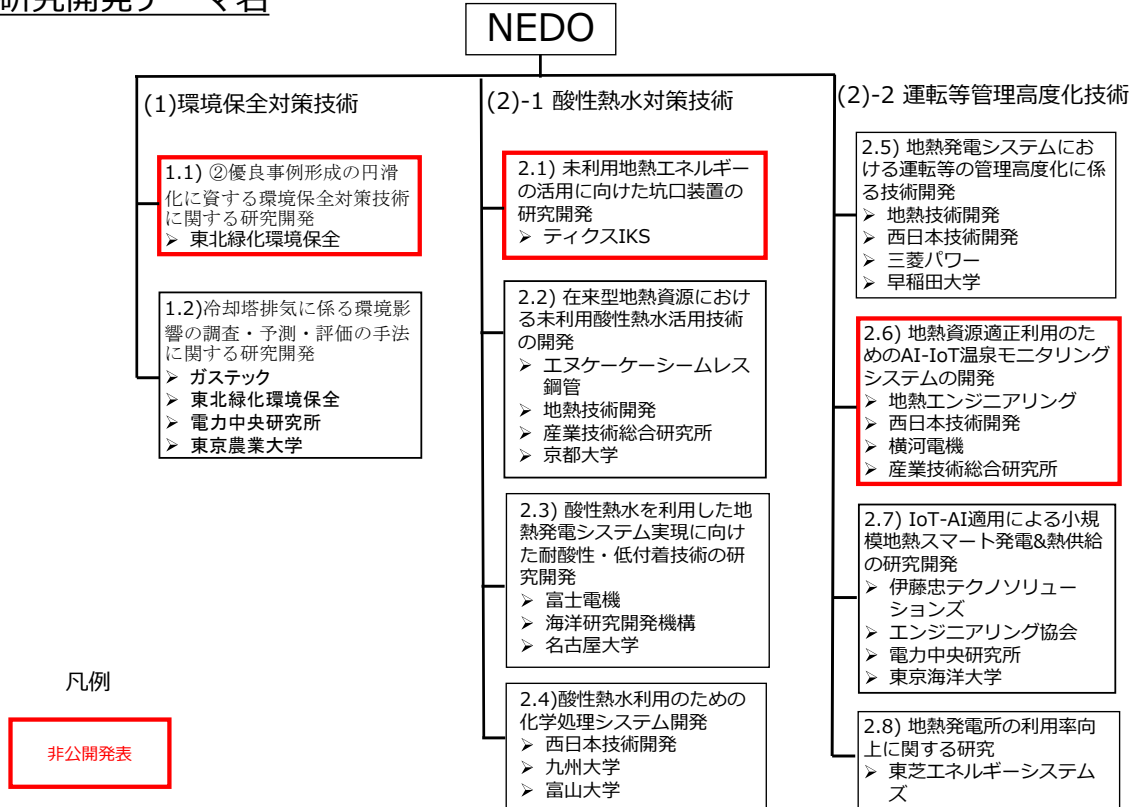 研究開発テーマ名
NEDO
(1)環境保全対策技術
1.1) ②優良事例形成の円滑
化に資する環境保全対策技術
に関する研究開発
➢ 東北緑化環境保全
1.2)冷却塔排気に係る環境影
響の調査・予測・評価の手法
に関する研究開発
➢ ガステック
➢ 東北緑化環境保全
➢ 電力中央研究所
➢ 東京農業大学
(2)-1 酸性熱水対策技術
2.1) 未利用地熱エネルギー
の活用に向けた坑口装置の
研究開発
➢ ティクスIKS
2.2) 在来型地熱資源におけ
る未利用酸性熱水活用技術
の開発
➢ エヌケーケーシームレス
鋼管
➢ 地熱技術開発
➢ 産業技術総合研究所
➢ 京都大学
2.3) 酸性熱水を利用した地
熱発電システム実現に向け
た耐酸性・低付着技術の研
究開発
➢ 富士電機
➢ 海洋研究開発機構
➢ 名古屋大学
2.4)酸性熱水利用のための
化学処理システム開発
➢ 西日本技術開発
➢ 九州大学
➢ 富山大学
(2)-2 運転等管理高度化技術
2.5) 地熱発電システムにお
ける運転等の管理高度化に係
る技術開発
➢ 地熱技術開発
➢ 西日本技術開発
➢ 三菱パワー
➢ 早稲田大学
2.6) 地熱資源適正利用のた
めのAI-IoT温泉モニタリング
システムの開発
➢ 地熱エンジニアリング
➢ 西日本技術開発
➢ 横河電機
➢ 産業技術総合研究所
2.7) IoT-AI適用による小規
模地熱スマート発電&熱供給
の研究開発
➢ 伊藤忠テクノソリュー
ションズ
➢ エンジニアリング協会
➢ 電力中央研究所
➢ 東京海洋大学
2.8) 地熱発電所の利用率向
上に関する研究
➢ 東芝エネルギーシステム
ズ
凡例
非公開発表